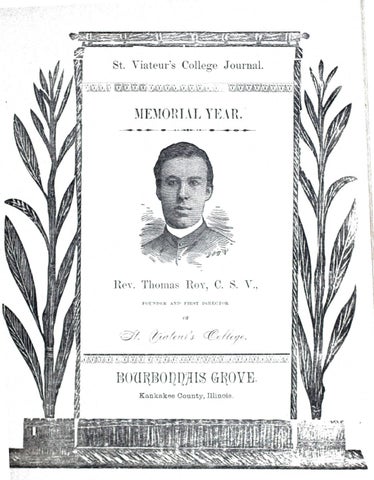 St. Viateur's College Journal.
MEMORIAL YEAR.
Rev. Thomas Roy, C. S. V.,
FOUNDER AND FIRST DIRECTOR
OF
St. Viateur's College,
BOURBONNAIS GROVE.
Kankakee County, Illinois.